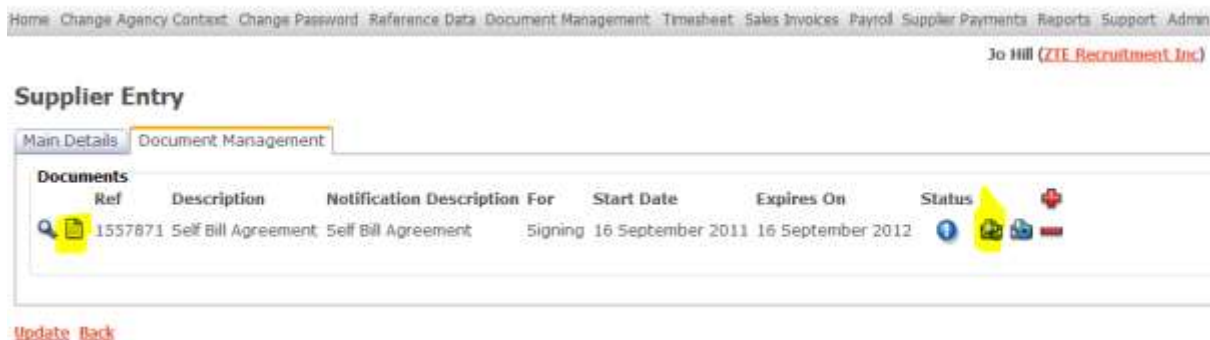 Home Change Agency Context Change Password Reference Data Document Management Timesheet Sales Invoices Payroll Supplier Payments Reports Support Admin
Jo Hill (ZTE Recruitment Inc)
Supplier Entry
Main Details Document Management
Documents
Ref Description Notification Description For Start Date Expires On Status
1557871 Self Bill Agreement Self Bill Agreement Signing 16 September 2011 16 September 2012
Update Back